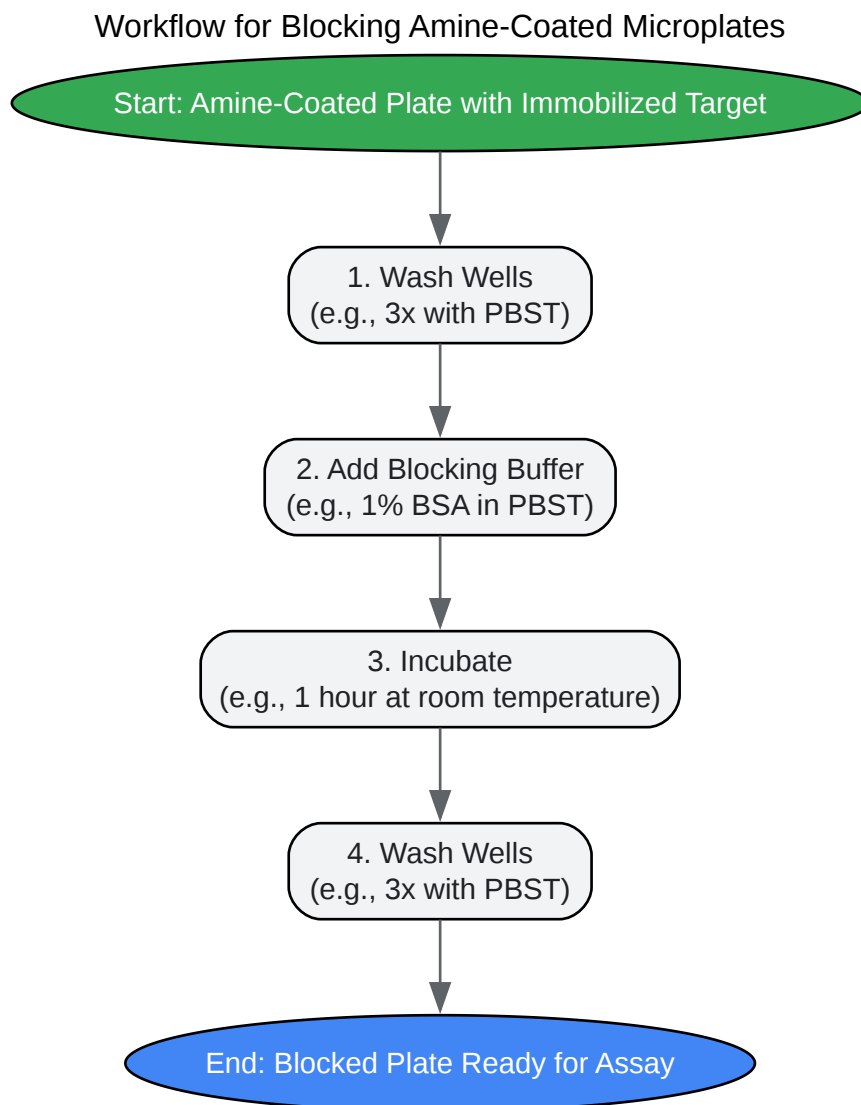 Workflow for Blocking Amine-Coated Microplates
Start: Amine-Coated Plate with Immobilized Target
1. Wash Wells
(e.g., 3x with PBST)
2. Add Blocking Buffer
(e.g., 1% BSA in PBST)
3. Incubate
(e.g., 1 hour at room temperature)
4. Wash Wells
(e.g., 3x with PBST)
End: Blocked Plate Ready for Assay